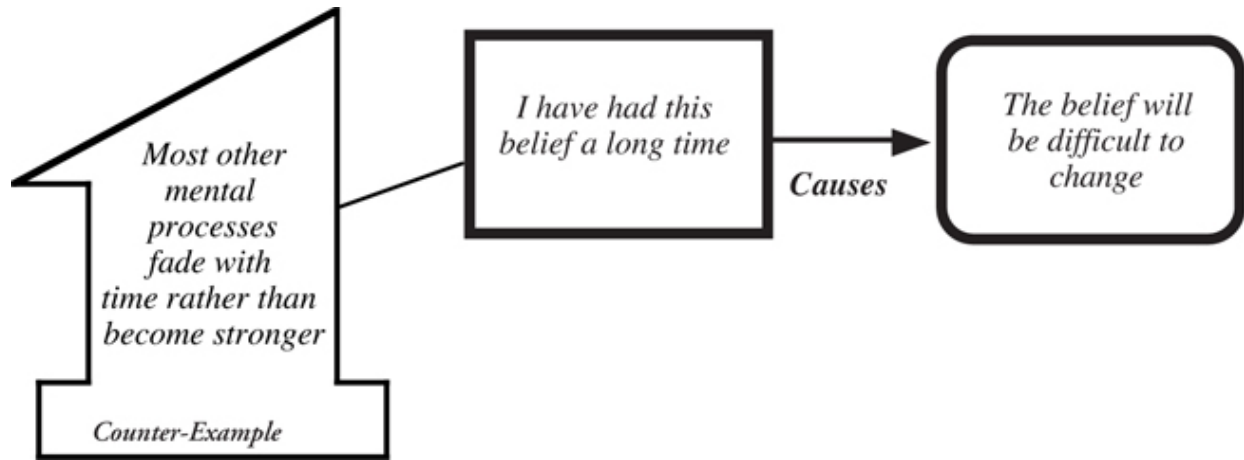 Most other
mental
processes
fade with
time rather than
become stronger
Counter-Example
I have had this
belief a long time
Causes
The belief will
be difficult to
change